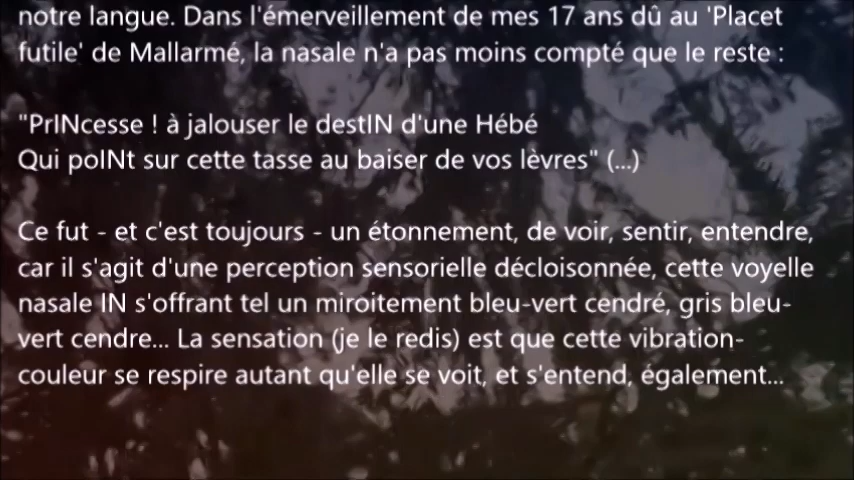 notre langue. Dans l'émerveillement de mes 17 ans dû au 'Placet
futile' de Mallarmé, la nasale n'a pas moins compté que le reste :
"PrINcesse ! à jalouser le destIN d'une Hébé
Qui poINt sur cette tasse au baiser de vos lèvres" (...)
Ce fut - et c'est toujours - un étonnement, de voir, sentir, entendre,
car il s'agit d'une perception sensorielle décloisonnée, cette voyelle
nasale IN s'offrant tel un miroitement bleu-vert cendré, gris bleu-
vert cendre... La sensation (je le redis) est que cette vibration-
couleur se respire autant qu'elle se voit, et s'entend, également...